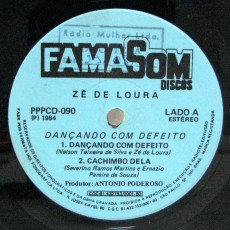 Rádio Mulher Ltda.
FAMASOM
DISCOS
ZÉ DE LOURA
PPPCD-090
(P) 1984
LADO A
ESTÉREO
DANÇANDO COM DEFEITO
1. DANÇANDO COM DEFEITO
(Nelson Teixeira de Silva e Zé de Loura)
2. CACHIMBO DELA
(Severino Ramos Martins e Ernezio
Pereira de Souza)
Produtor: ANTONIO PODEROSO